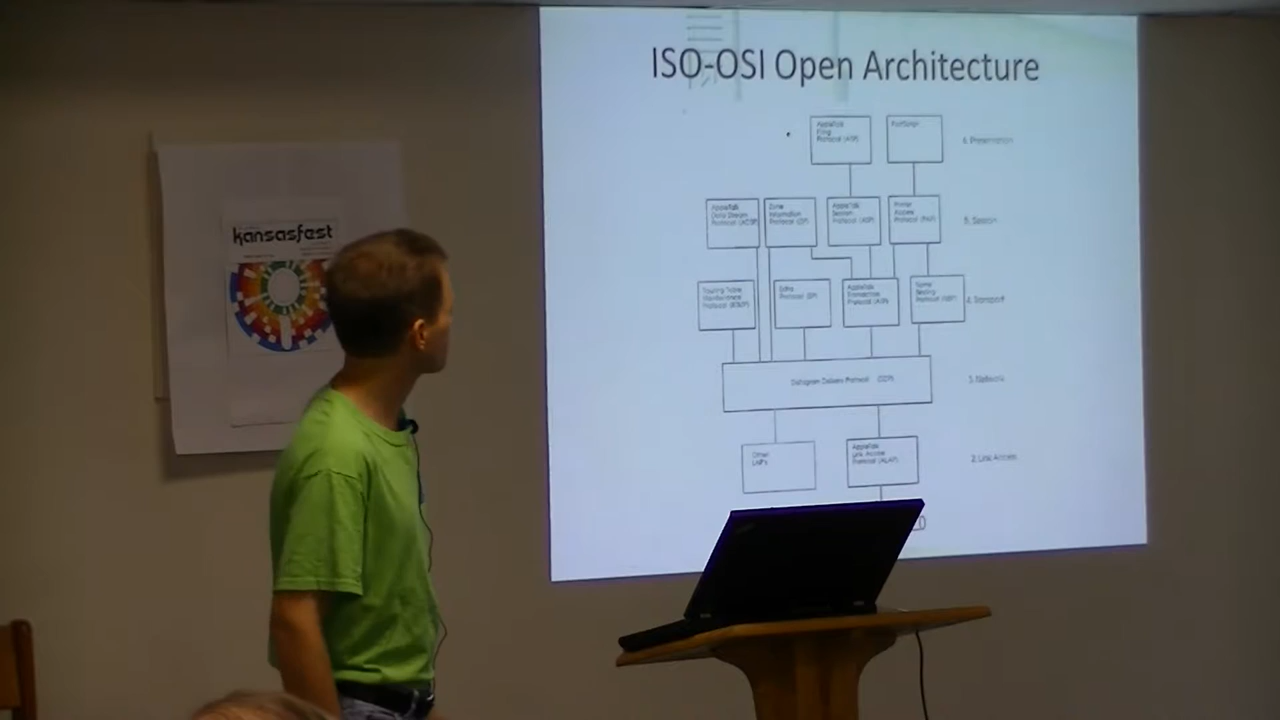 ISO-OSI Open Architecture
AppleTalk
Filing
Protocol (AFP)
PostScript
6. Presentation
AppleTalk
Data Stream
Protocol (ADSP)
Zone
Information
Protocol (ZIP)
AppleTalk
Session
Protocol (ASP)
Printer
Access
Protocol (PAP)
5. Session
Routing Table
Maintenance
Protocol (RTMP)
Echo
Protocol (EP)
AppleTalk
Transaction
Protocol (ATP)
Name
Binding
Protocol (NBP)
4. Transport
Datagram Delivery Protocol (DDP)
3. Network
Other
LAPs
AppleTalk
Link Access
Protocol (ALAP)
2. Link Access
kansasfest